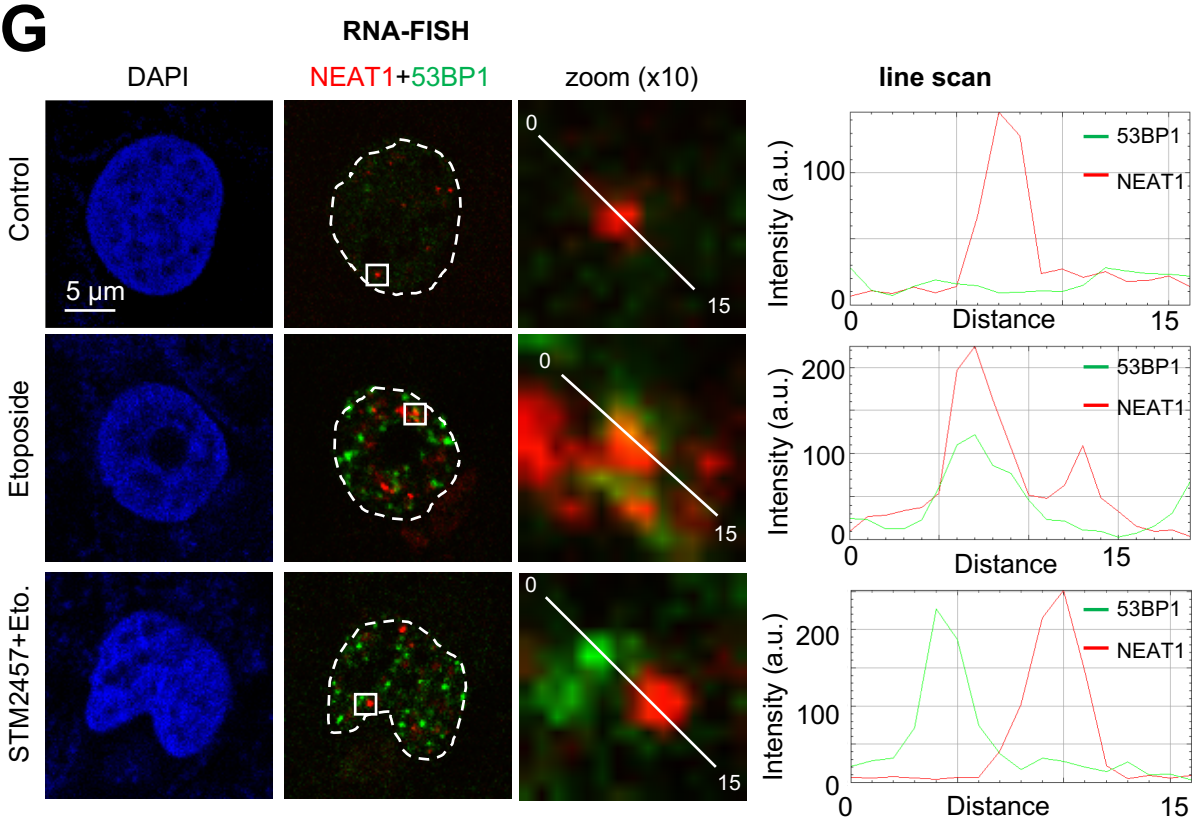 G
RNA-FISH
DAPI
NEAT1+53BP1
zoom (x10)
line scan
Control
5 µm
0
15
Intensity (a.u.)
100
0
53BP1
NEAT1
0
Distance
15
Etoposide
0
15
Intensity (a.u.)
200
100
0
53BP1
NEAT1
0
Distance
15
STM2457+Eto.
0
15
Intensity (a.u.)
200
100
0
53BP1
NEAT1
0
Distance
15